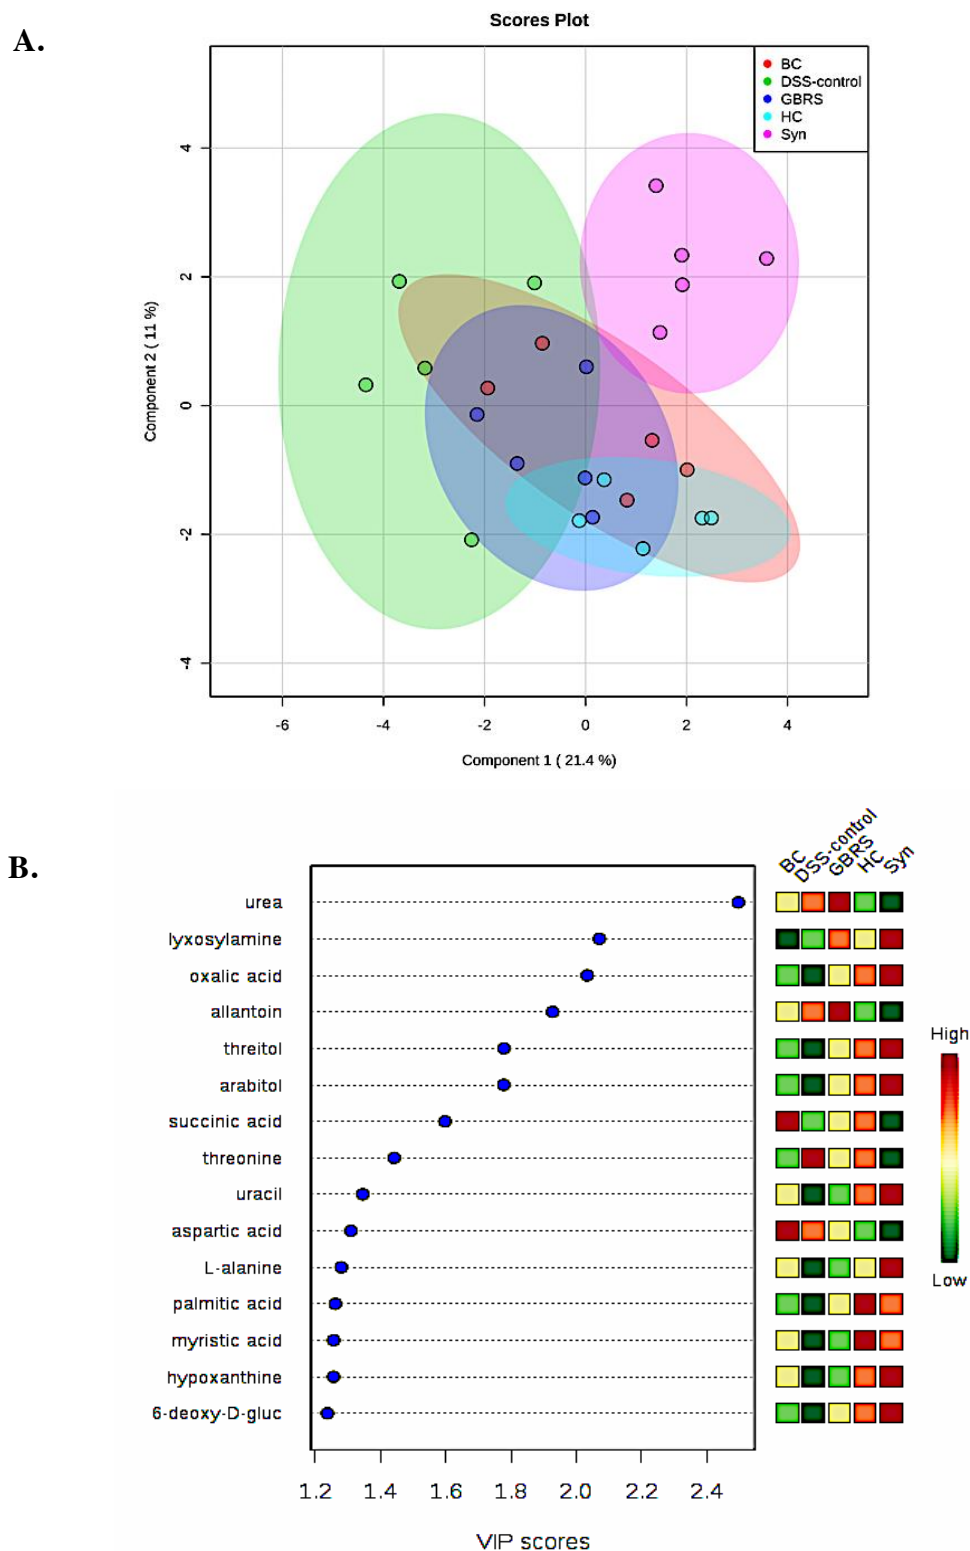 Scores Plot
A.
BC
DSS-control
GBRS
HC
Syn
4
2
0
-2
-4
Component 2 ( 11 %)
-6 -4 -2 0 2 4
Component 1 ( 21.4 %)
B.
BC DSS-control GBRS HC Syn
urea
lyxosylamine
oxalic acid
allantoin
threitol
arabitol
succinic acid
threonine
uracil
aspartic acid
L-alanine
palmitic acid
myristic acid
hypoxanthine
6-deoxy-D-gluc
High
Low
1.2 1.4 1.6 1.8 2.0 2.2 2.4
VIP scores